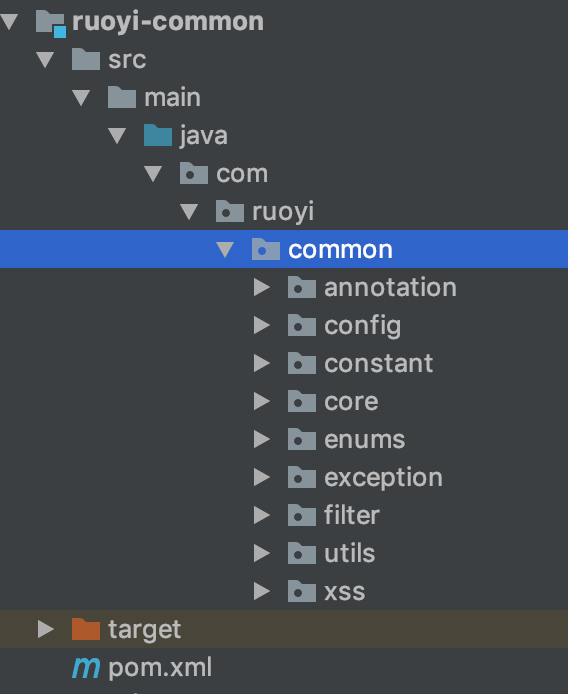 ruoyi-common
src
main
java
com
ruoyi
common
annotation
config
constant
core
enums
exception
filter
utils
xss
target
pom.xml